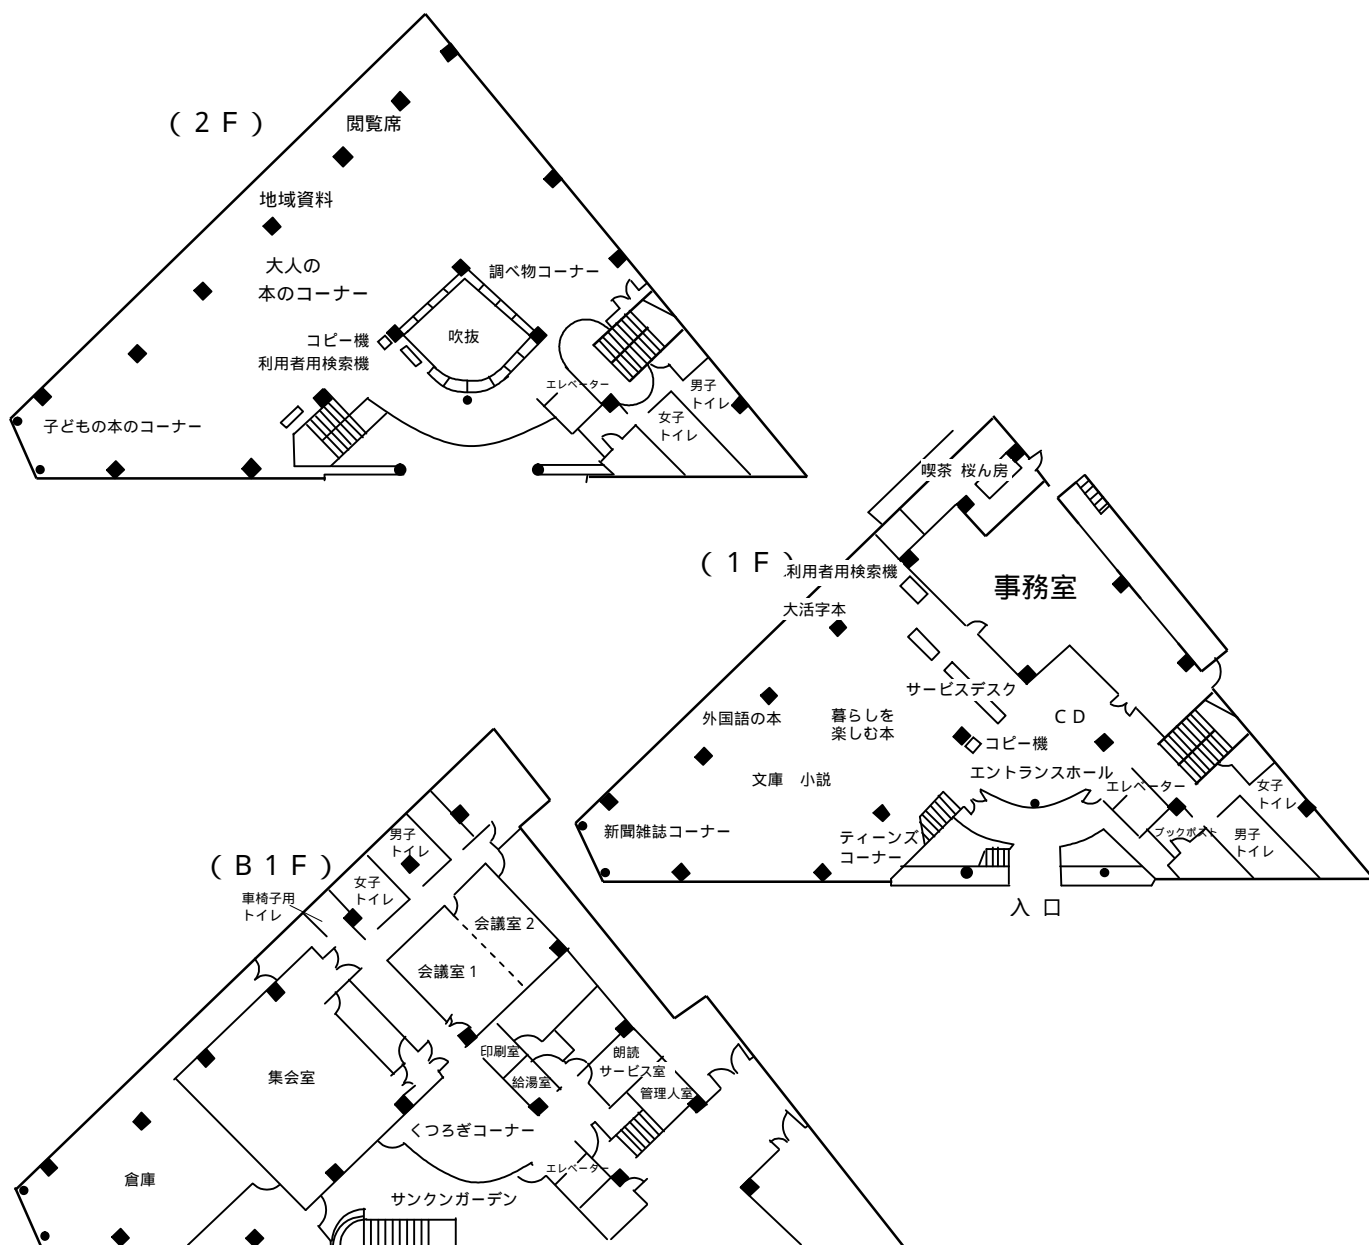 (２Ｆ)
閲覧席
地域資料
大人の
本のコーナー
調べ物コーナー
吹抜
コピー機
利用者用検索機
エレベーター
男子
トイレ
女子
トイレ
子どもの本のコーナー
(１Ｆ)
喫茶 桜ん房
利用者用検索機
事務室
大活字本
サービスデスク
外国語の本
暮らしを
楽しむ本
ＣＤ
コピー機
文庫　小説
エントランスホール
エレベーター
女子
トイレ
新聞雑誌コーナー
ティーンズ
コーナー
ブックポスト
男子
トイレ
入口
(Ｂ１Ｆ)
男子
トイレ
女子
トイレ
車椅子用
トイレ
会議室２
会議室１
印刷室
朗読
サービス室
集会室
給湯室
管理人室
くつろぎコーナー
エレベーター
倉庫
サンクンガーデン